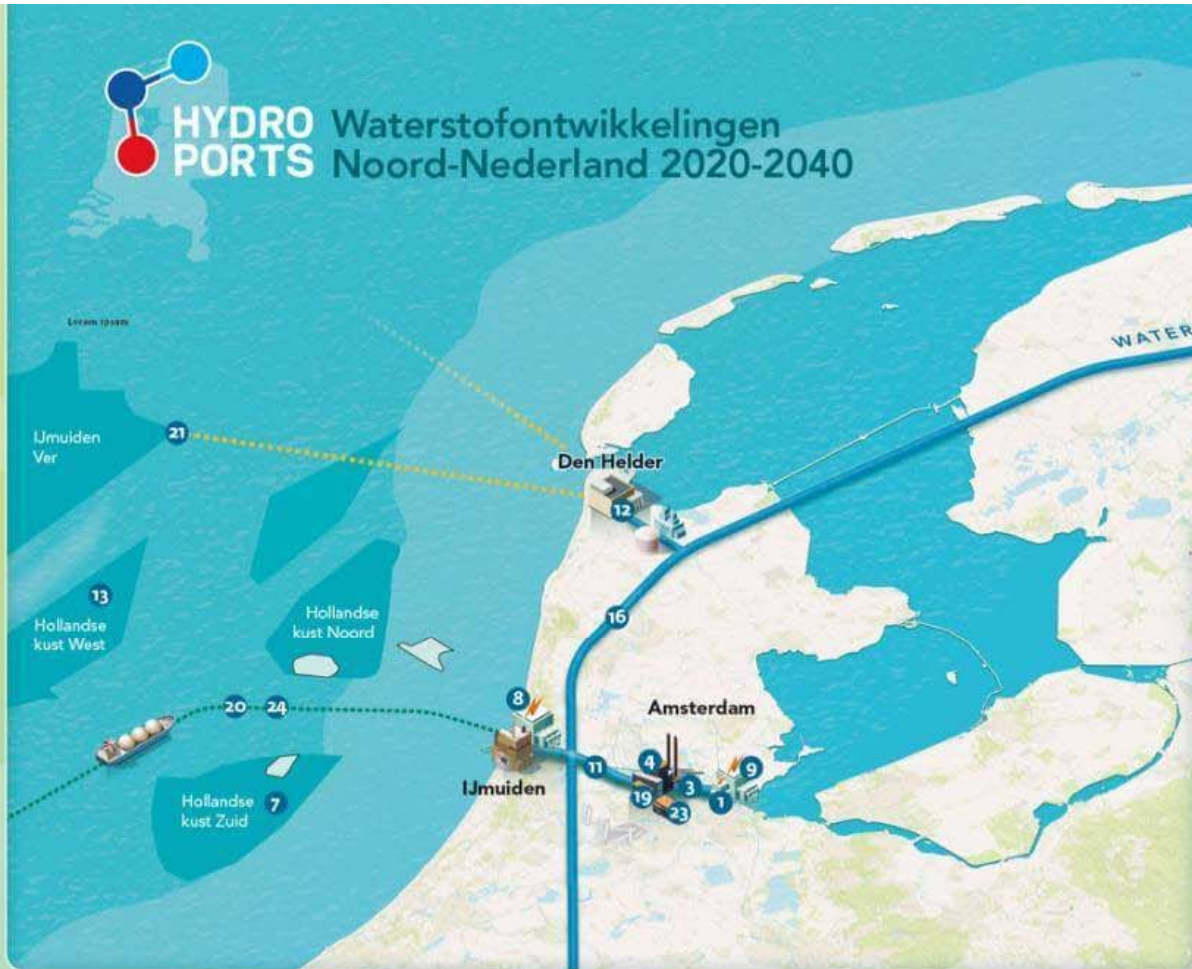 HYDRO
PORTS
Waterstofontwikkelingen
Noord-Nederland 2020-2040
Lorem Ipsum
WATER
IJmuiden
Ver
21
Den Helder
12
13
Hollandse
kust West
Hollandse
kust Noord
16
20
24
8
Amsterdam
11
4
9
3
1
19
23
IJmuiden
Hollandse
kust Zuid
7